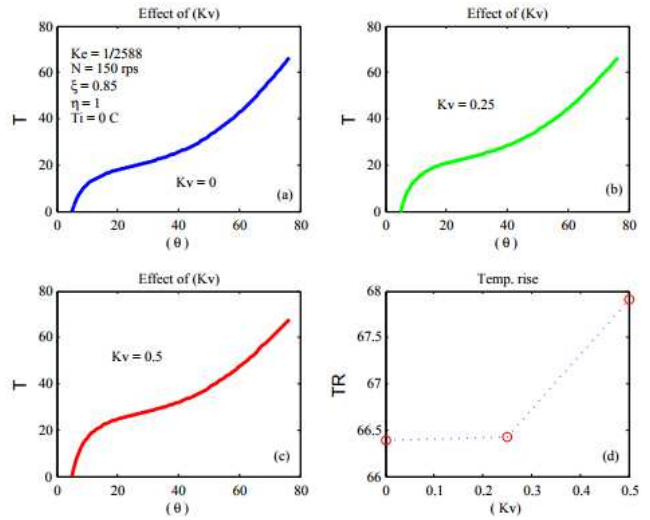 Effect of (Kv)
80
60
40
20
0
T
Ke = 1/2588
N = 150 rps
ξ = 0.85
η = 1
Ti = 0 C
Kv = 0
(a)
0 20 40 60 80
( θ )
Effect of (Kv)
80
60
40
20
0
T
Kv = 0.25
(b)
0 20 40 60 80
( θ )
Effect of (Kv)
80
60
40
20
0
T
Kv = 0.5
(c)
0 20 40 60 80
( θ )
Temp. rise
68
67.5
67
66.5
66
TR
(d)
0 0.1 0.2 0.3 0.4 0.5
( Kv)